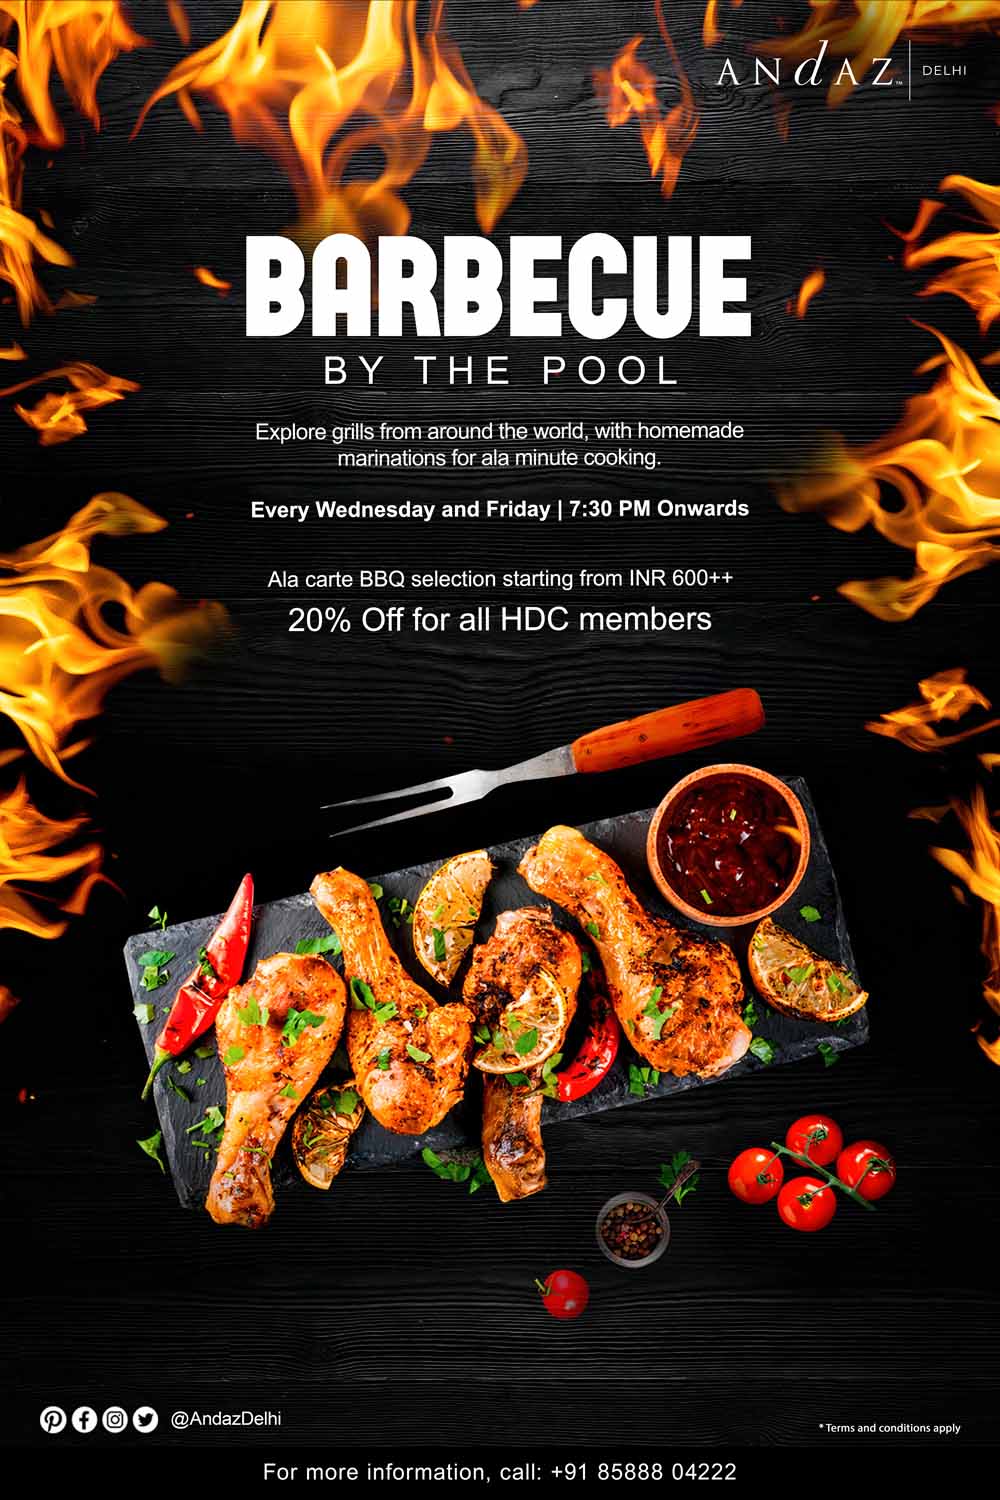 ANdAZ™ | DELHI
BARBECUE
BY THE POOL
Explore grills from around the world, with homemade
marinations for ala minute cooking.
Every Wednesday and Friday | 7:30 PM Onwards
Ala carte BBQ selection starting from INR 600++
20% Off for all HDC members
@AndazDelhi
* Terms and conditions apply
For more information, call: +91 85888 04222